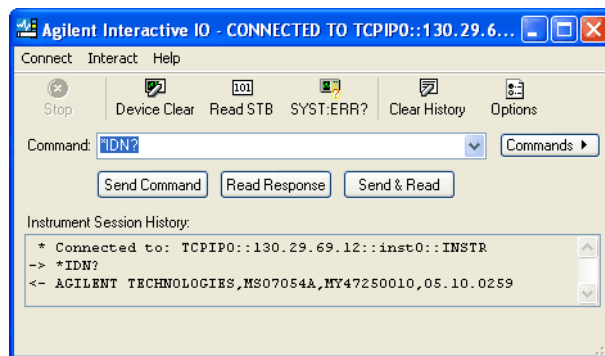 Agilent Interactive IO - CONNECTED TO TCPIP0::130.29.6...
Connect Interact Help
Stop Device Clear Read STB SYST:ERR? Clear History Options
Command: *IDN? Commands
Send Command Read Response Send & Read
Instrument Session History:
* Connected to: TCPIP0::130.29.69.12::inst0::INSTR
-> *IDN?
<- AGILENT TECHNOLOGIES,MSO7054A,MY47250010,05.10.0259